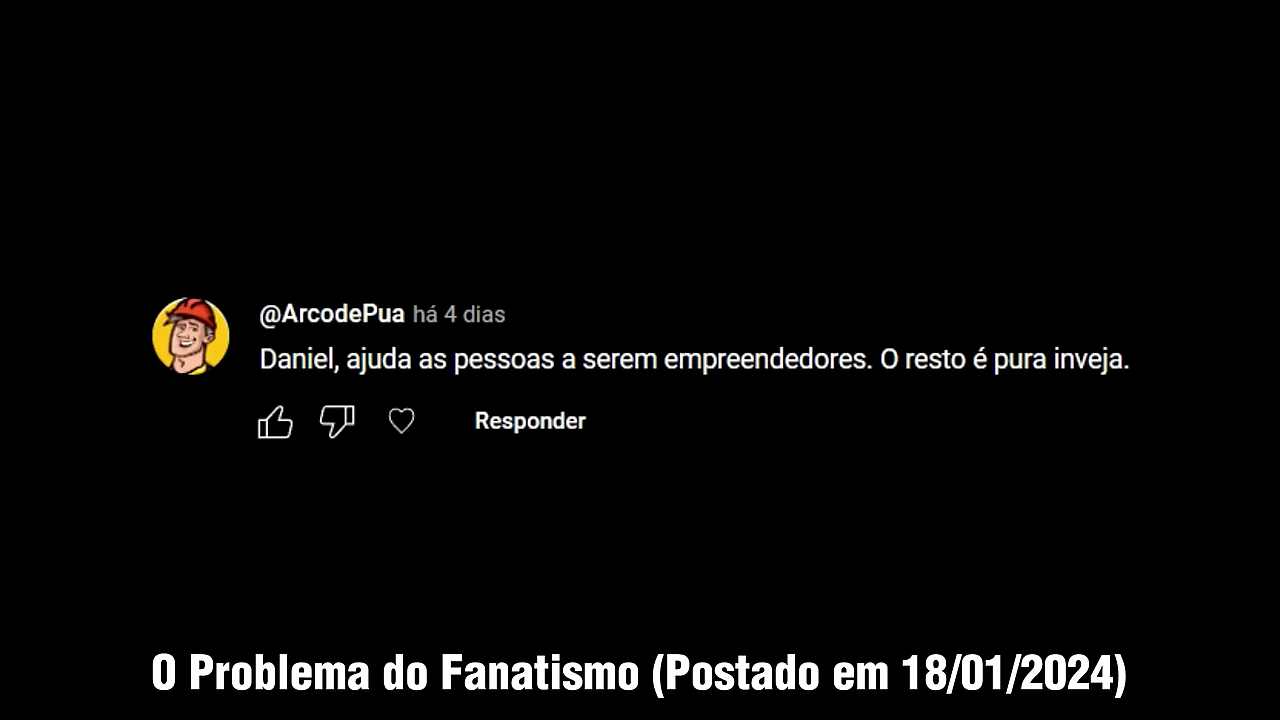 @ArcodePua há 4 dias
Daniel, ajuda as pessoas a serem empreendedores. O resto é pura inveja.
Responder
O Problema do Fanatismo (Postado em 18/01/2024)